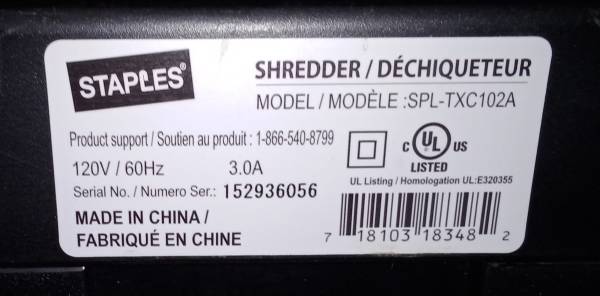 STAPLES
SHREDDER / DÉCHIQUETEUR
MODEL / MODÈLE :SPL-TXC102A
Product support / Soutien au produit : 1-866-540-8799
120V / 60Hz 3.0A
Serial No. / Numero Ser.: 152936056
MADE IN CHINA /
FABRIQUÉ EN CHINE
C UL US
LISTED
UL Listing / Homologation UL:E320355
7 18103 18348 2